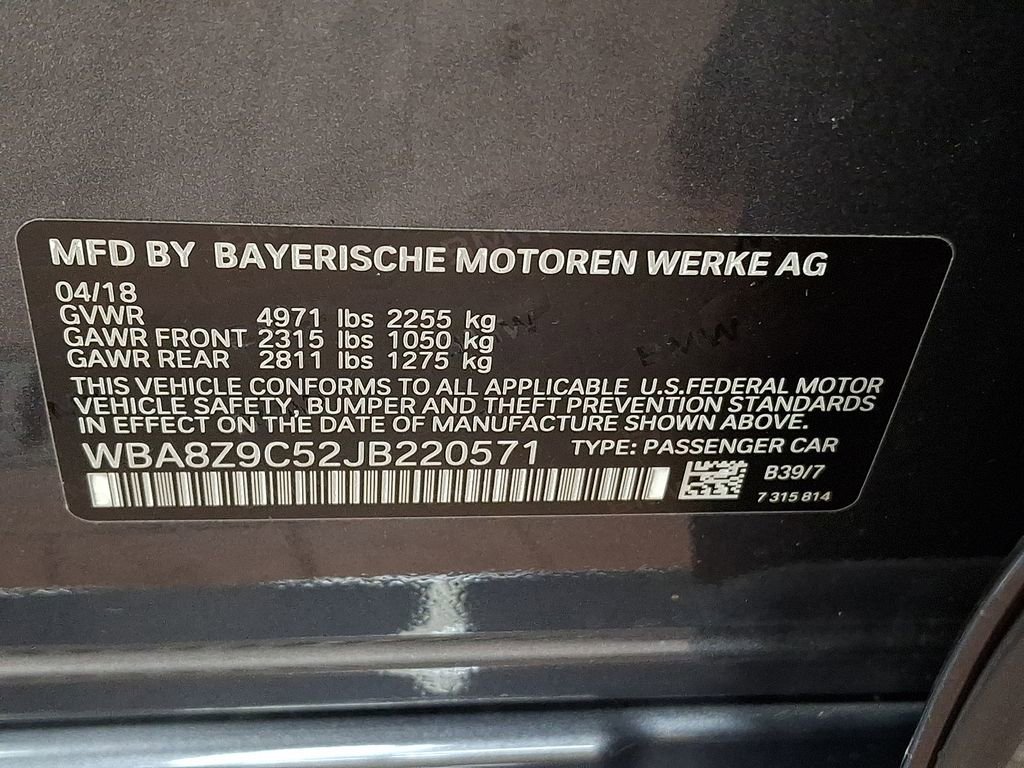 MFD BY BAYERISCHE MOTOREN WERKE AG
04/18
GVWR 4971 lbs 2255 kg
GAWR FRONT 2315 lbs 1050 kg
GAWR REAR 2811 lbs 1275 kg
THIS VEHICLE CONFORMS TO ALL APPLICABLE U.S.FEDERAL MOTOR
VEHICLE SAFETY, BUMPER AND THEFT PREVENTION STANDARDS
IN EFFECT ON THE DATE OF MANUFACTURE SHOWN ABOVE.
WBA8Z9C52JB220571 TYPE: PASSENGER CAR
B39/7
7 315 814
BMW